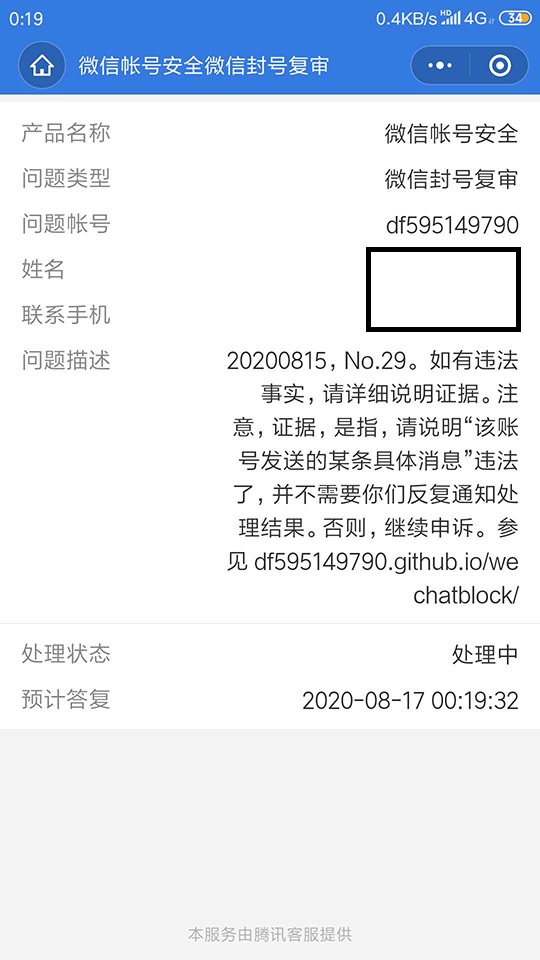 0:19 0.4KB/s HD 4G 34
微信帐号安全微信封号复审
产品名称 微信帐号安全
问题类型 微信封号复审
问题帐号 df595149790
姓名
联系手机
问题描述 20200815，No.29。如有违法
事实，请详细说明证据。注
意，证据，是指，请说明“该账
号发送的某条具体消息”违法
了，并不需要你们反复通知处
理结果。否则，继续申诉。参
见 df595149790.github.io/we
chatblock/
处理状态 处理中
预计答复 2020-08-17 00:19:32
本服务由腾讯客服提供